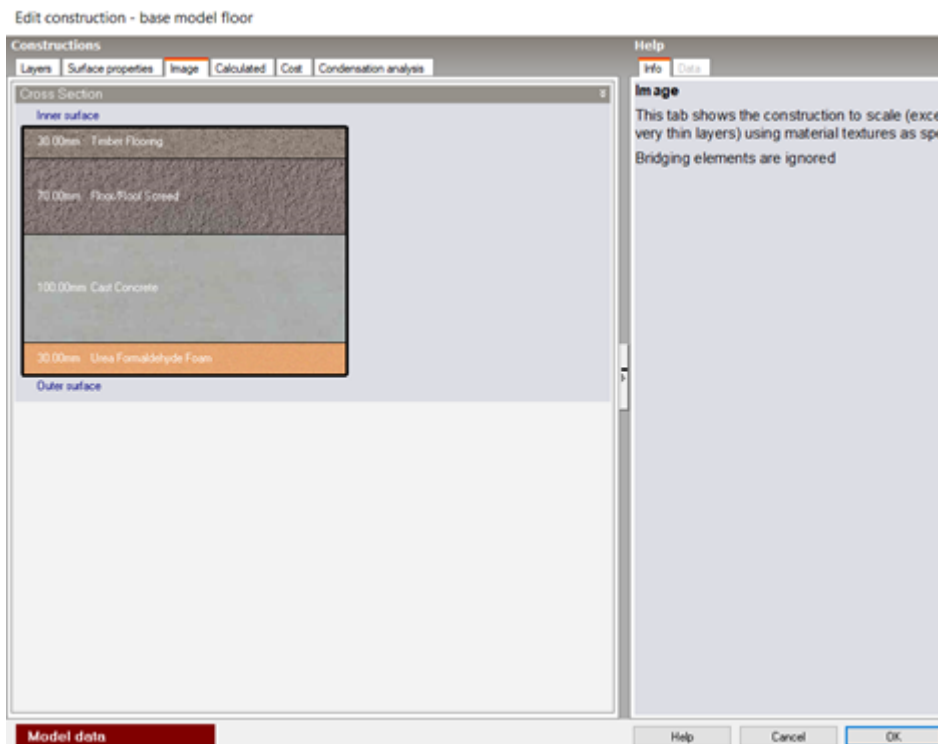 Edit construction - base model floor
Constructions
Layers Surface properties Image Calculated Cost Condensation analysis
Cross Section
Inner surface
30.00mm Timber Flooring
70.00mm Floor/Roof Screed
100.00mm Cast Concrete
30.00mm Urea Formaldehyde Foam
Outer surface
Model data
Help
Info Data
Image
This tab shows the construction to scale (exce
very thin layers) using material textures as spe
Bridging elements are ignored
Help Cancel OK